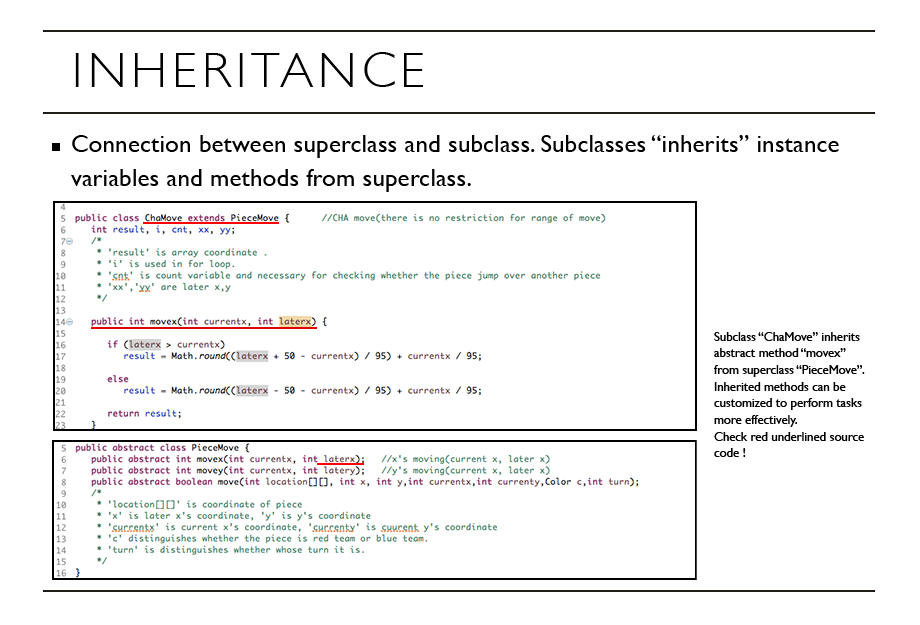 INHERITANCE
Connection between superclass and subclass. Subclasses “inherits” instance
variables and methods from superclass.
4
5 public class ChaMove extends PieceMove { //CHA move(there is no restriction for range of move)
6 int result, i, cnt, xx, yy;
7 /*
8 * 'result' is array coordinate .
9 * 'i' is used in for loop.
10 * 'cnt' is count variable and necessary for checking whether the piece jump over another piece
11 * 'xx','yy' are later x,y
12 */
13
14 public int movex(int currentx, int laterx) {
15
16 if (laterx > currentx)
17 result = Math.round((laterx + 50 - currentx) / 95) + currentx / 95;
18
19 else
20 result = Math.round((laterx - 50 - currentx) / 95) + currentx / 95;
21
22 return result;
23 }
5 public abstract class PieceMove {
6 public abstract int movex(int currentx, int laterx); //x's moving(current x, later x)
7 public abstract int movey(int currentx, int latery); //y's moving(current x, later x)
8 public abstract boolean move(int location[][], int x, int y,int currentx,int currenty,Color c,int turn);
9 /*
10 * 'location[][]' is coordinate of piece
11 * 'x' is later x's coordinate, 'y' is y's coordinate
12 * 'currentx' is current x's coordinate, 'currenty' is cuurent y's coordinate
13 * 'c' distinguishes whether the piece is red team or blue team.
14 * 'turn' is distinguishes whether whose turn it is.
15 */
16 }
Subclass “ChaMove” inherits
abstract method “movex”
from superclass “PieceMove”.
Inherited methods can be
customized to perform tasks
more effectively.
Check red underlined source
code !